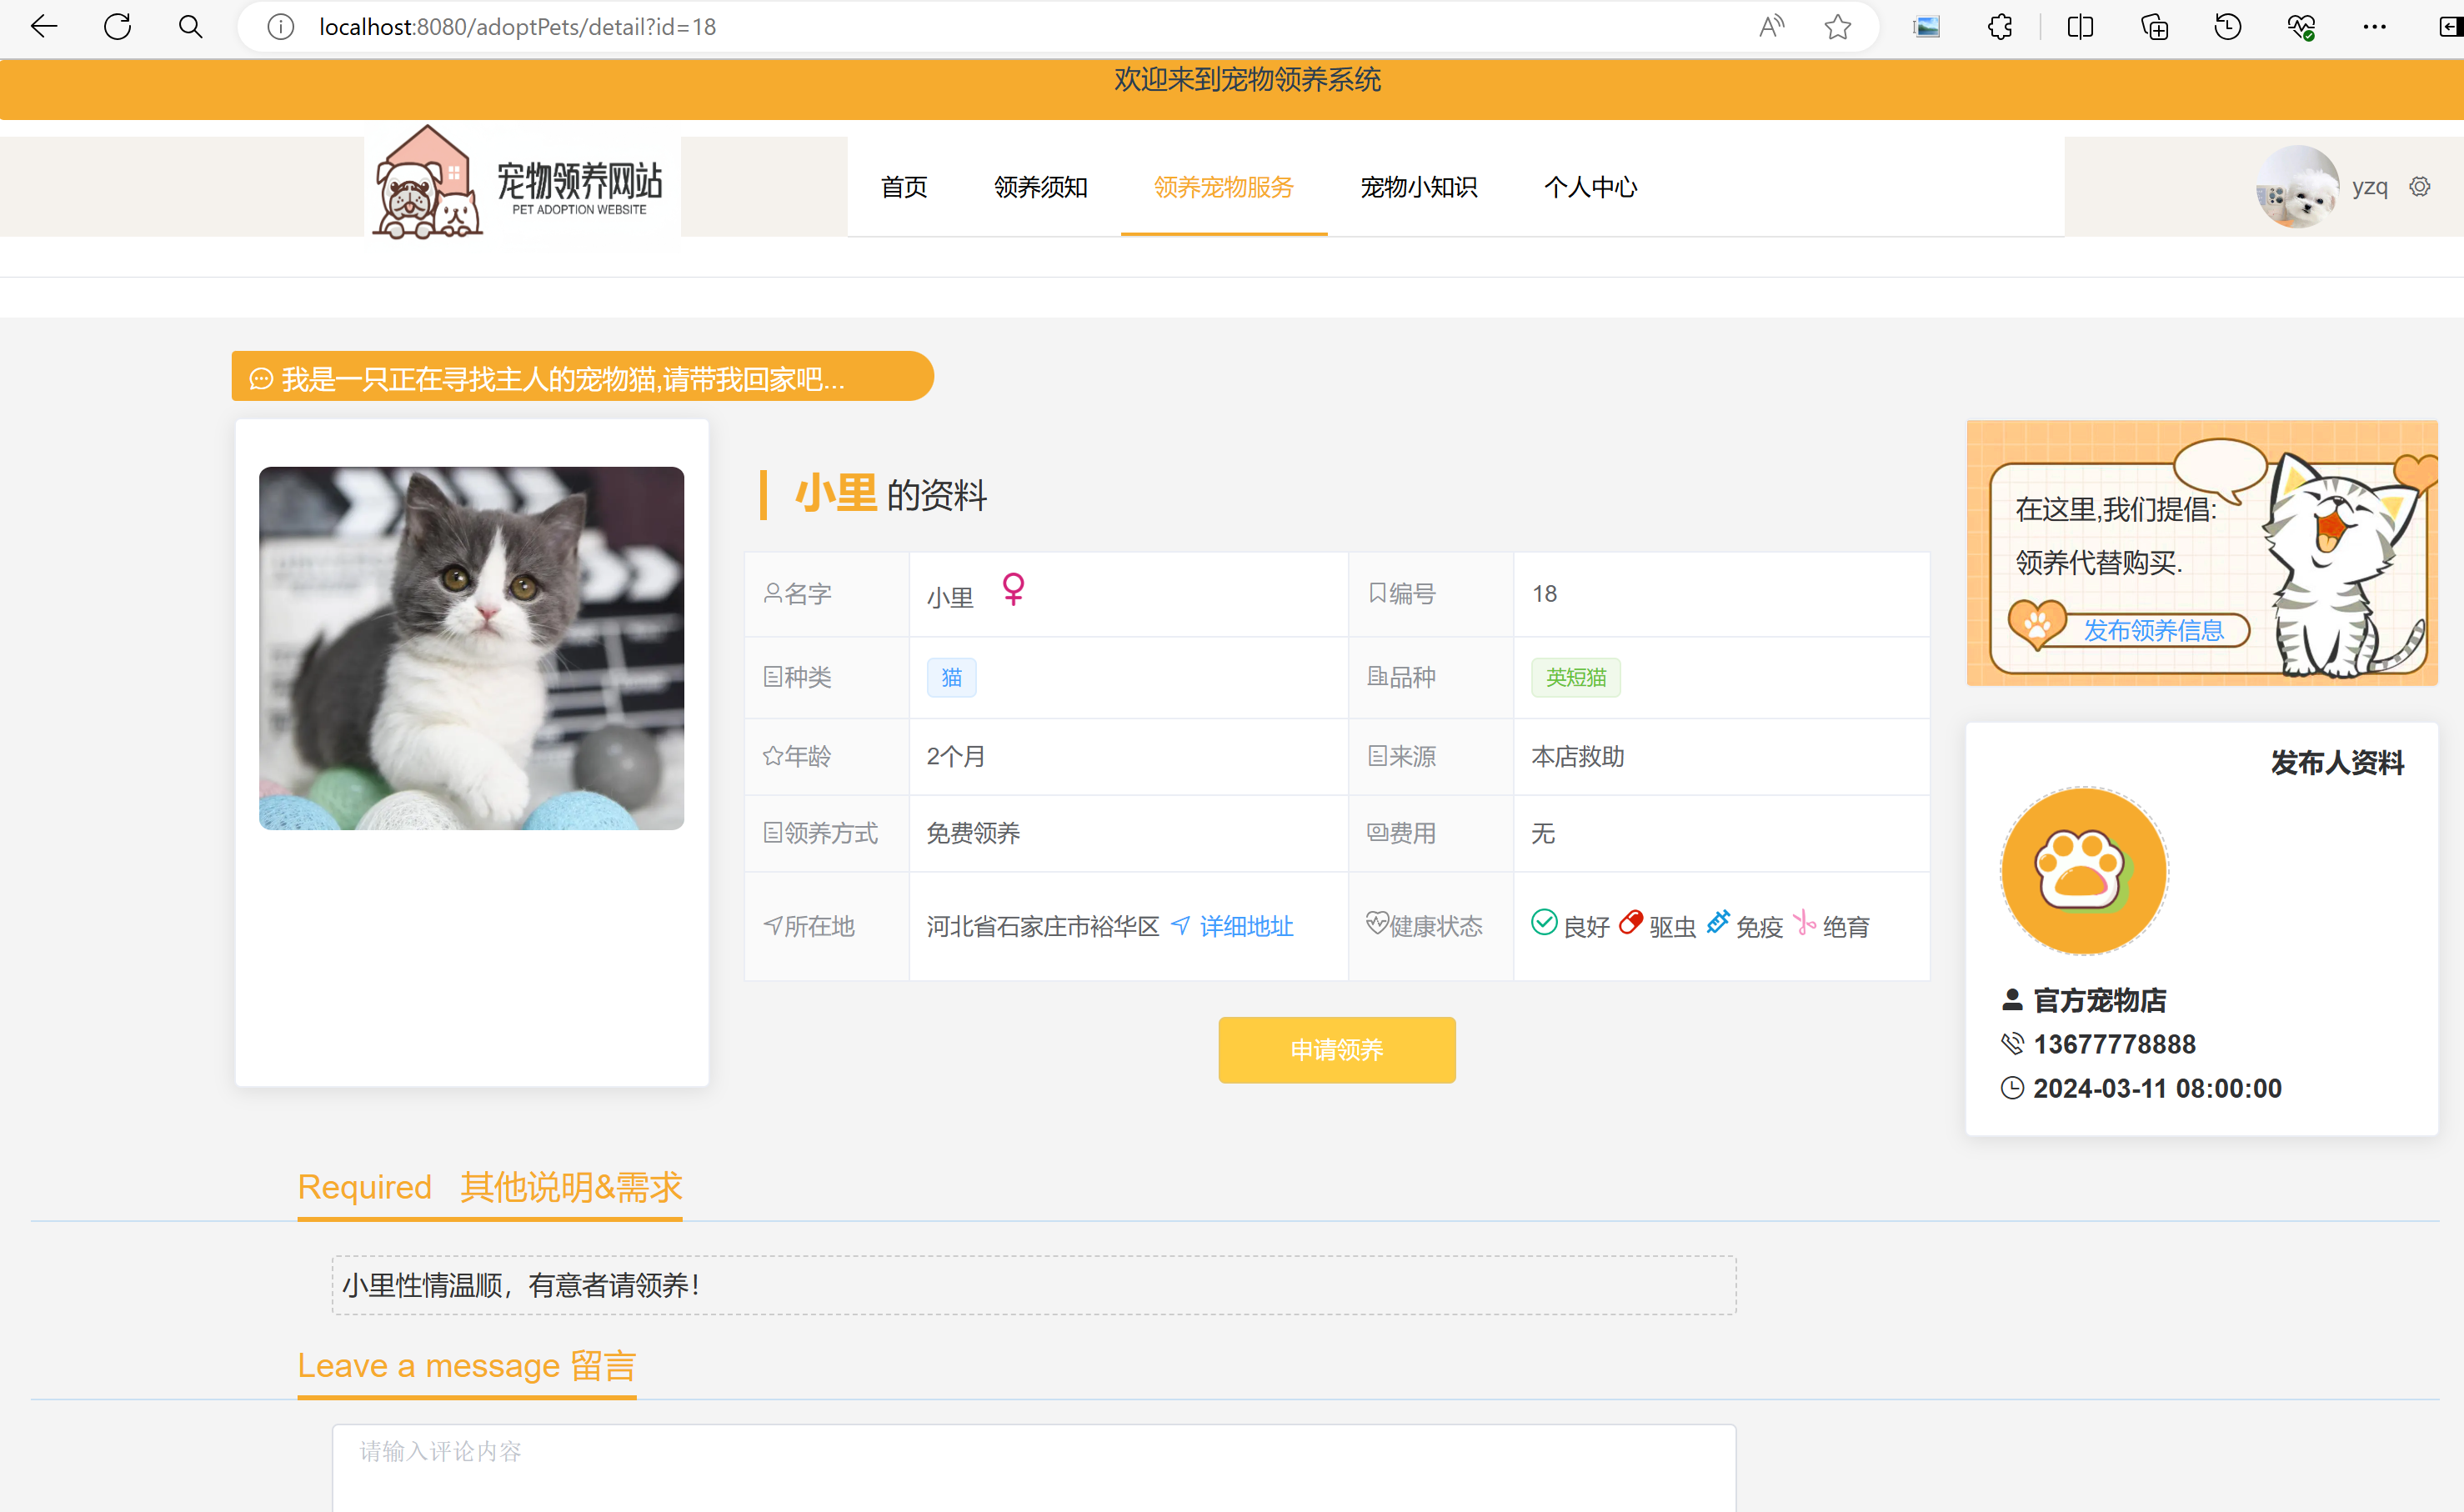 localhost:8080/adoptPets/detail?id=18
欢迎来到宠物领养系统
宠物领养网站
PET ADOPTION WEBSITE
首页
领养须知
领养宠物服务
宠物小知识
个人中心
yzq
我是一只正在寻找主人的宠物猫,请带我回家吧...
小里 的资料
名字 小里 编号 18
种类 猫 品种 英短猫
年龄 2个月 来源 本店救助
领养方式 免费领养 费用 无
所在地 河北省石家庄市裕华区 详细地址 健康状态 良好 驱虫 免疫 绝育
申请领养
在这里,我们提倡:
领养代替购买.
发布领养信息
发布人资料
官方宠物店
13677778888
2024-03-11 08:00:00
Required 其他说明&需求
小里性情温顺，有意者请领养！
Leave a message 留言
请输入评论内容